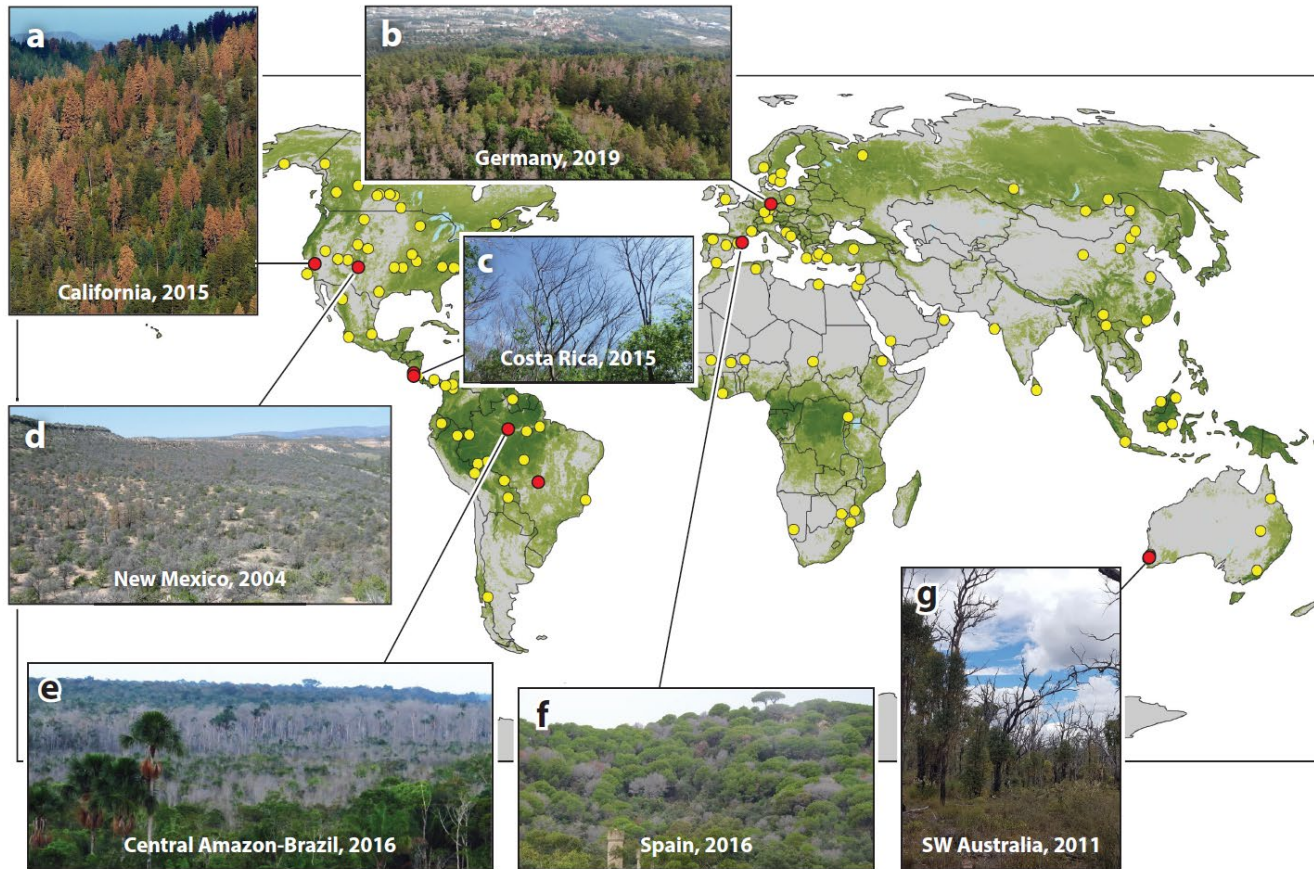 a
California, 2015
b
Germany, 2019
c
Costa Rica, 2015
d
New Mexico, 2004
e
Central Amazon-Brazil, 2016
f
Spain, 2016
g
SW Australia, 2011